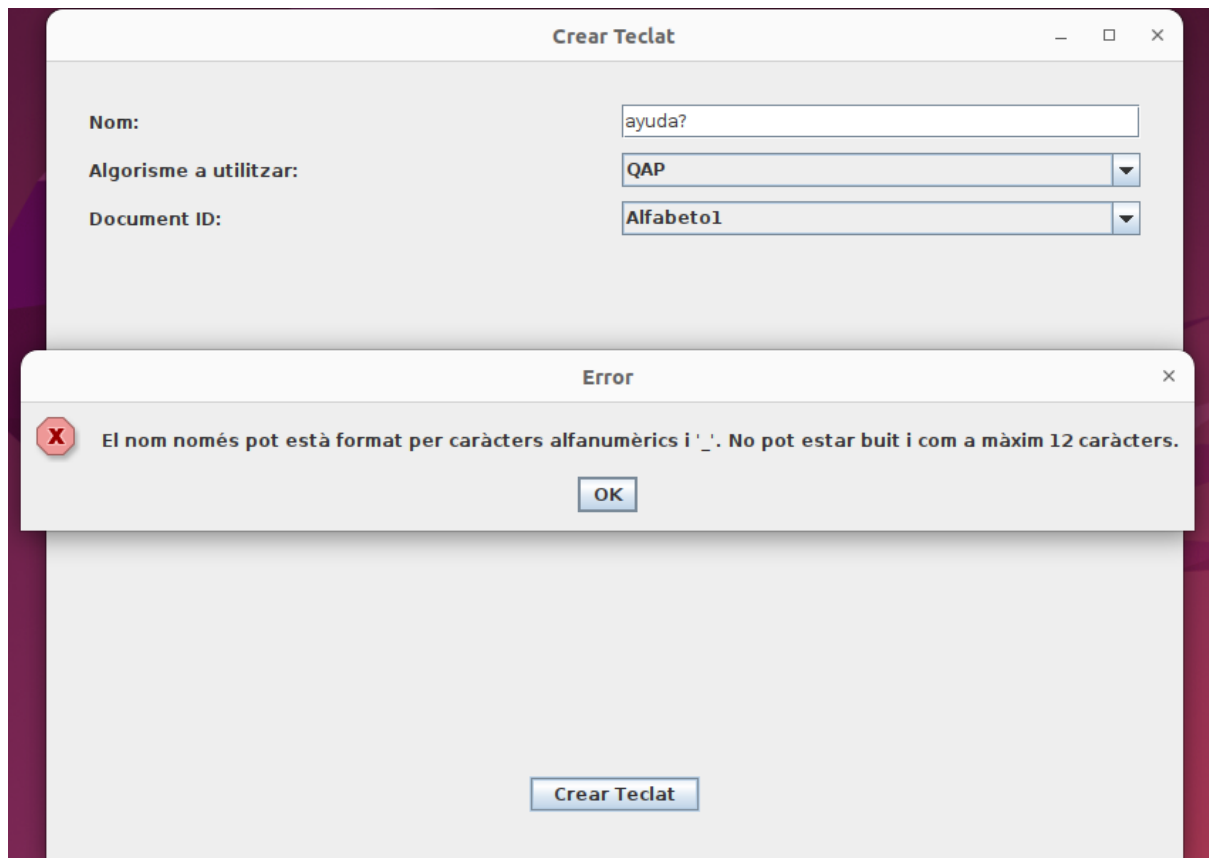 Crear Teclat
Nom:
ayuda?
Algorisme a utilitzar:
QAP
Document ID:
Alfabeto1
Error
X
El nom només pot està format per caràcters alfanumèrics i '_'. No pot estar buit i com a màxim 12 caràcters.
OK
Crear Teclat